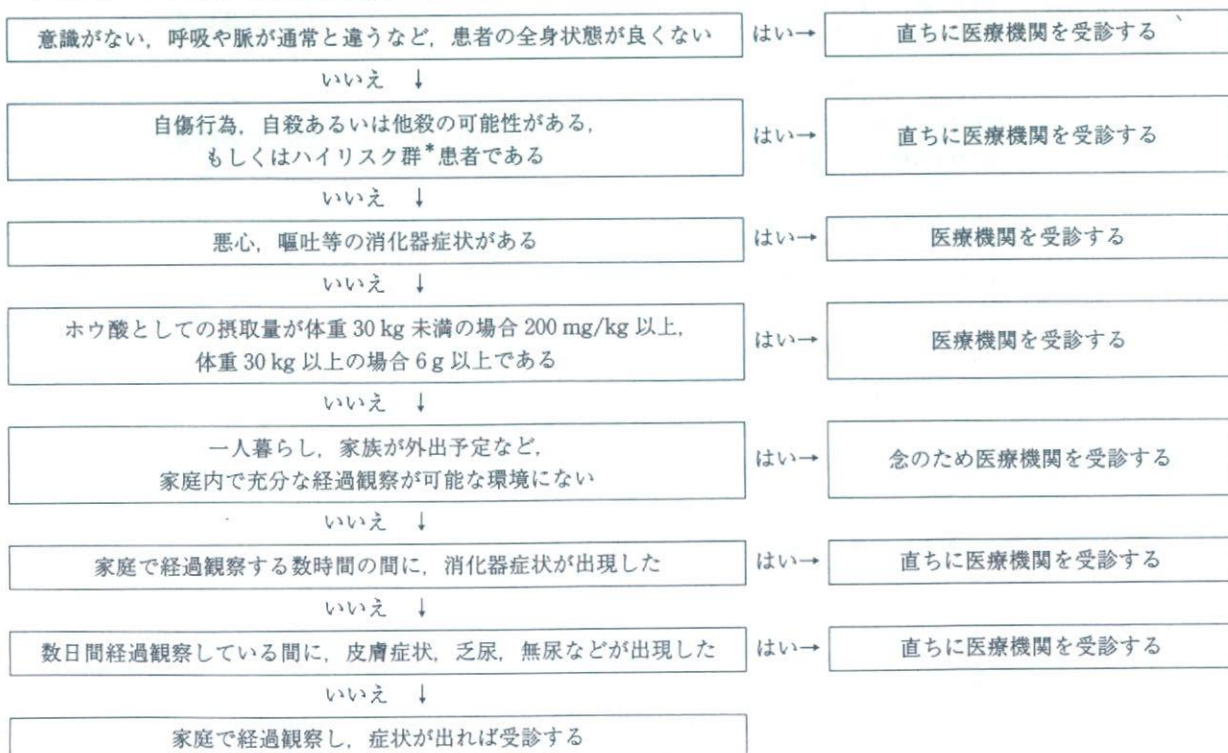 意識がない，呼吸や脈が通常と違うなど，患者の全身状態が良くない はい→ 直ちに医療機関を受診する
いいえ ↓
自傷行為，自殺あるいは他殺の可能性がある，
もしくはハイリスク群*患者である はい→ 直ちに医療機関を受診する
いいえ ↓
悪心，嘔吐等の消化器症状がある はい→ 医療機関を受診する
いいえ ↓
ホウ酸としての摂取量が体重 30 kg 未満の場合 200 mg/kg 以上，
体重 30 kg 以上の場合 6 g 以上である はい→ 医療機関を受診する
いいえ ↓
一人暮らし，家族が外出予定など，
家庭内で充分な経過観察が可能な環境にない はい→ 念のため医療機関を受診する
いいえ ↓
家庭で経過観察する数時間の間に，消化器症状が出現した はい→ 直ちに医療機関を受診する
いいえ ↓
数日間経過観察している間に，皮膚症状，乏尿，無尿などが出現した はい→ 直ちに医療機関を受診する
いいえ ↓
家庭で経過観察し，症状が出れば受診する